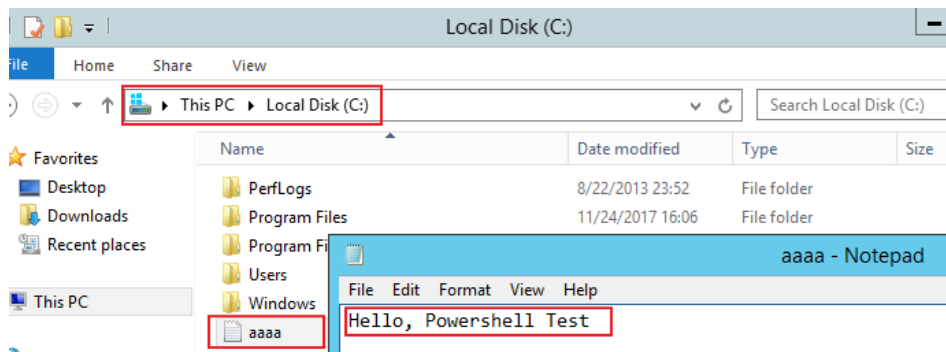 Local Disk (C:)
File Home Share View
This PC Local Disk (C:) Search Local Disk (C:)
Name Date modified Type Size
Favorites
Desktop
Downloads
Recent places
This PC
PerfLogs 8/22/2013 23:52 File folder
Program Files 11/24/2017 16:06 File folder
Program Fi
Users
Windows
aaaa
aaaa - Notepad
File Edit Format View Help
Hello, Powershell Test